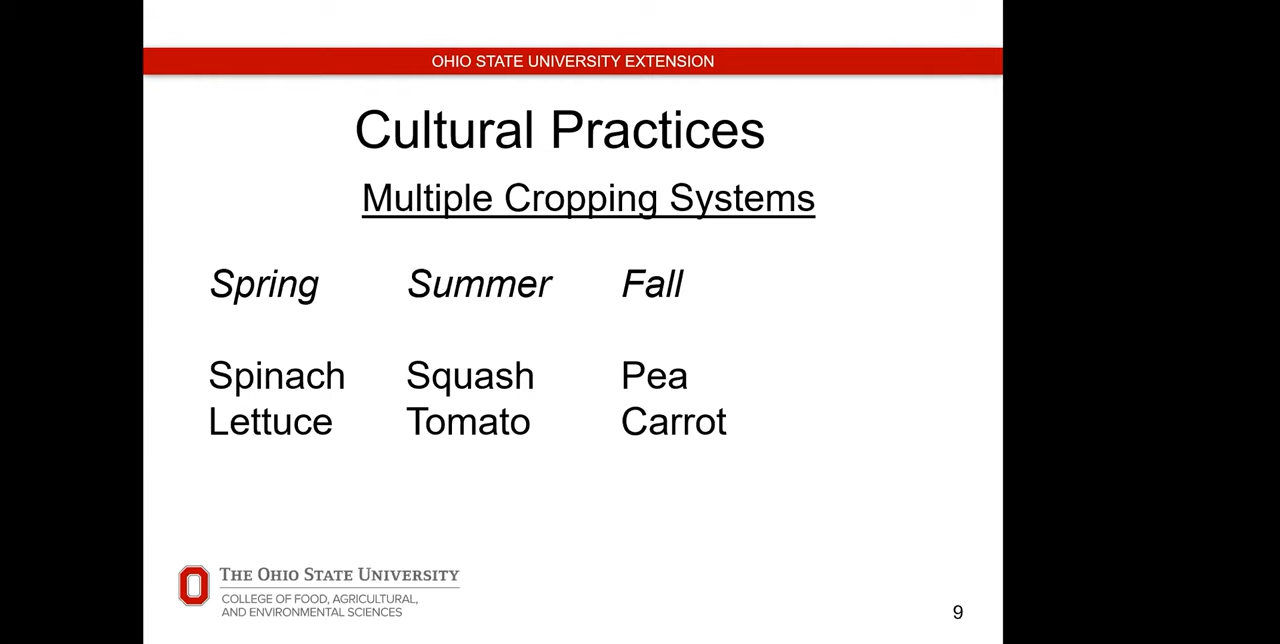 OHIO STATE UNIVERSITY EXTENSION
Cultural Practices
Multiple Cropping Systems
Spring Summer Fall
Spinach Squash Pea
Lettuce Tomato Carrot
THE OHIO STATE UNIVERSITY
COLLEGE OF FOOD, AGRICULTURAL,
AND ENVIRONMENTAL SCIENCES
9